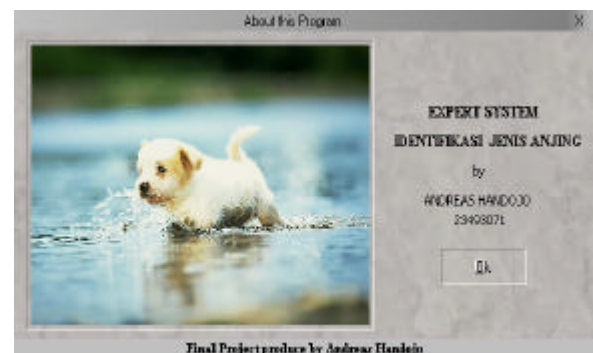 About this Program
X
EXPERT SYSTEM
IDENTIFIKASI JENIS ANJING
by
ANDREAS HANDOJO
23493071
Ok
Final Project produce by Andreas Handojo